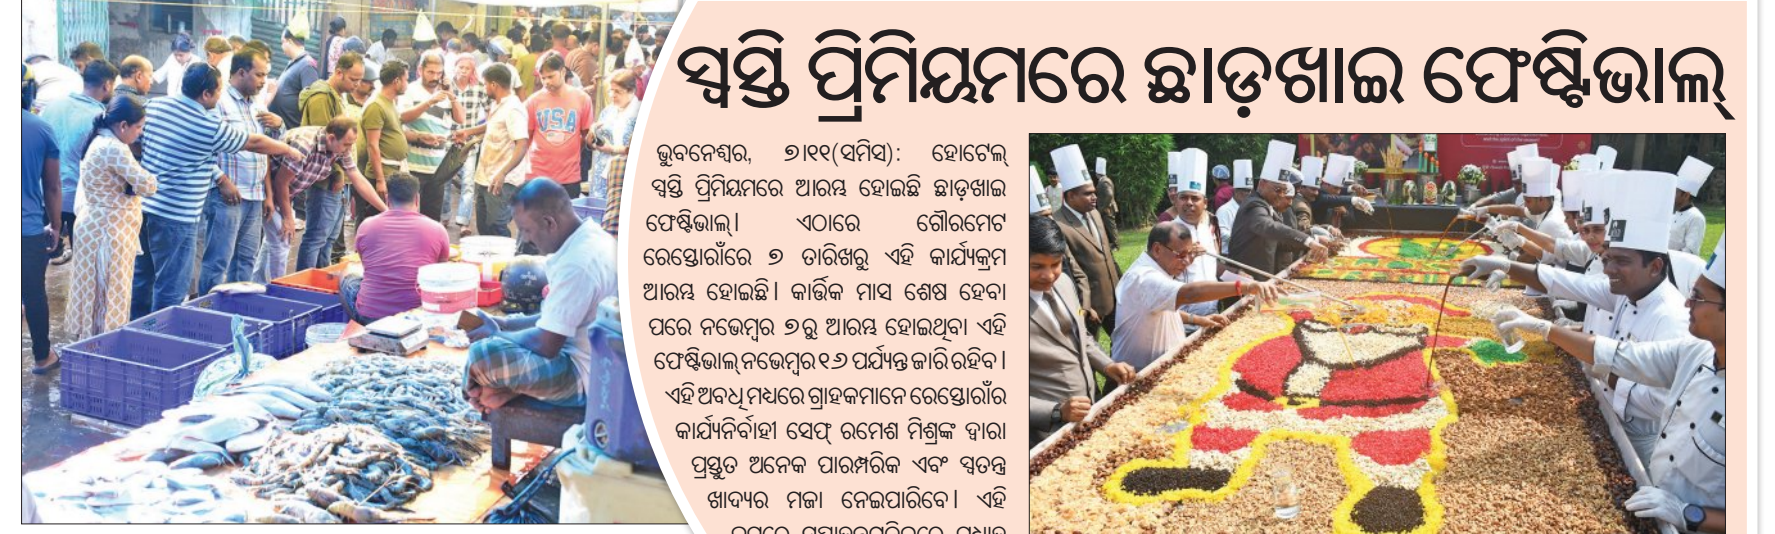 ସ୍ୱସ୍ତି ପ୍ରିମିୟମରେ ଛାଡ଼ଖାଇ ଫେଷ୍ଟିଭାଲ୍
ଭୁବନେଶ୍ୱର, ୭।୧୧(ସମିସ): ହୋଟେଲ୍
ସ୍ୱସ୍ତି ପ୍ରିମିୟମରେ ଆରମ୍ଭ ହୋଇଛି ଛାଡ଼ଖାଇ
ଫେଷ୍ଟିଭାଲ୍। ଏଠାରେ ଗୌରମେଟ
ରେସ୍ତୋରାଁରେ ୭ ତାରିଖରୁ ଏହି କାର୍ଯ୍ୟକ୍ରମ
ଆରମ୍ଭ ହୋଇଛି। କାର୍ତ୍ତିକ ମାସ ଶେଷ ହେବା
ପରେ ନଭେମ୍ବର ୭ରୁ ଆରମ୍ଭ ହୋଇଥିବା ଏହି
ଫେଷ୍ଟିଭାଲ୍ ନଭେମ୍ବର ୧୬ ପର୍ଯ୍ୟନ୍ତ ଜାରି ରହିବ।
ଏହି ଅବଧି ମଧ୍ୟରେ ଗ୍ରାହକମାନେ ରେସ୍ତୋରାଁର
କାର୍ଯ୍ୟନିର୍ବାହୀ ସେଫ୍ ରମେଶ ମିଶ୍ରଙ୍କ ଦ୍ୱାରା
ପ୍ରସ୍ତୁତ ଅନେକ ପାରମ୍ପରିକ ଏବଂ ସ୍ୱତନ୍ତ୍ର
ଖାଦ୍ୟର ମଜା ନେଇପାରିବେ। ଏହି
USA